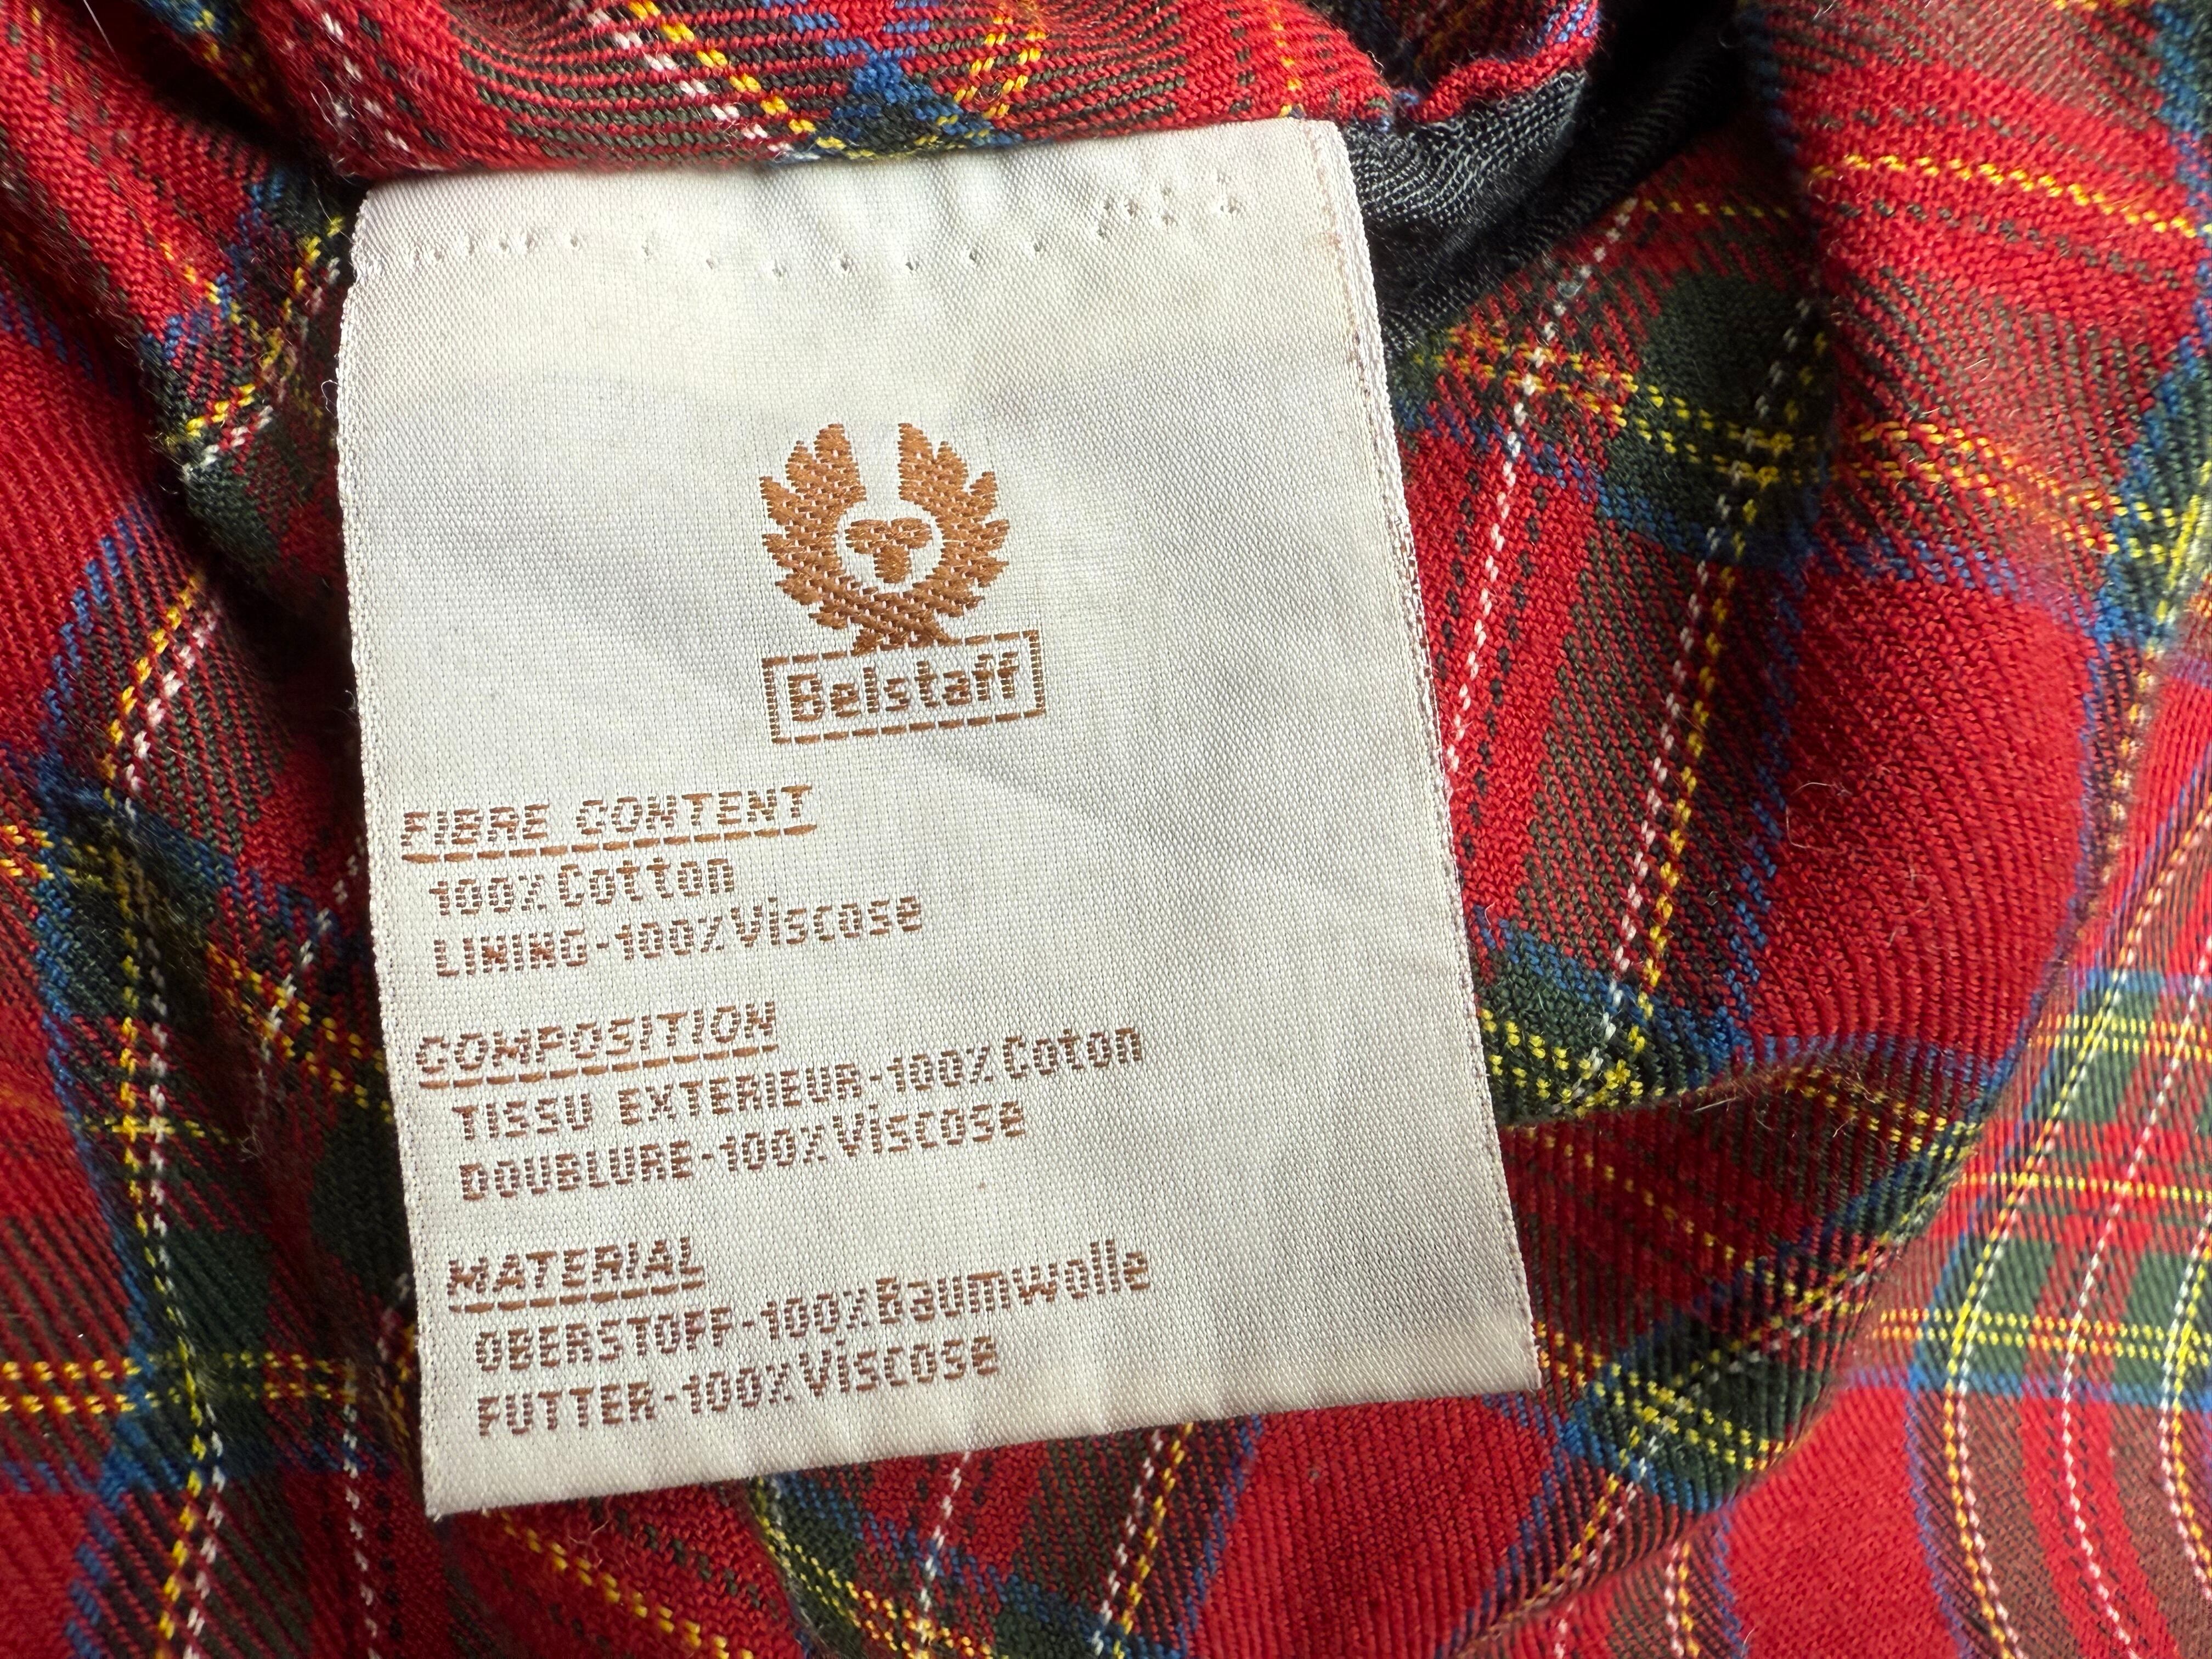 Belstaff
FIBRE CONTENT
100% Cotton
LINING-100% Viscose
COMPOSITION
TISSU EXTERIEUR-100% Coton
DOUBLURE-100% Viscose
MATERIAL
OBERSTOFF-100% Baumwolle
FUTTER-100% Viscose